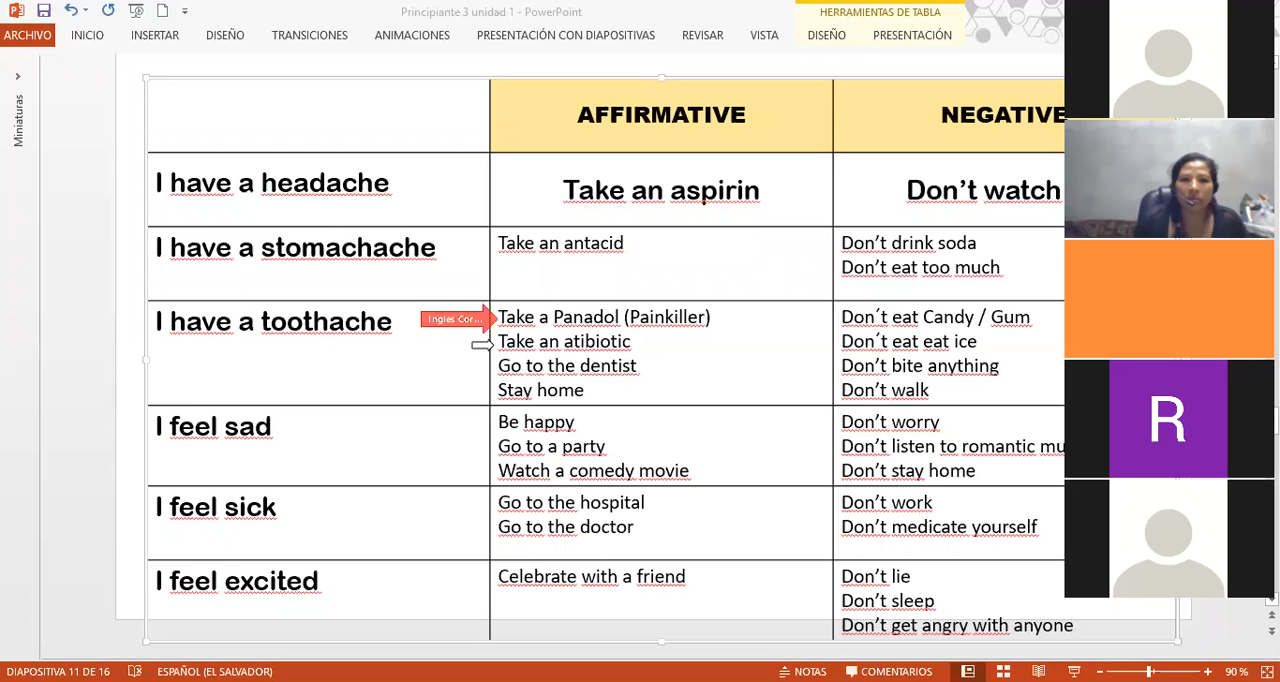 Principiante 3 unidad 1 - PowerPoint
HERRAMIENTAS DE TABLA
ARCHIVO INICIO INSERTAR DISEÑO TRANSICIONES ANIMACIONES PRESENTACIÓN CON DIAPOSITIVAS REVISAR VISTA DISEÑO PRESENTACIÓN
Miniaturas
AFFIRMATIVE NEGATIVE
I have a headache
Take an aspirin
Don't watch
I have a stomachache
Take an antacid
Don't drink soda
Don't eat too much
I have a toothache
Ingles Cor...
Take a Panadol (Painkiller)
Take an atibiotic
Go to the dentist
Stay home
Don´t eat Candy / Gum
Don´t eat eat ice
Don't bite anything
Don't walk
I feel sad
Be happy
Go to a party
Watch a comedy movie
Don't worry
Don't listen to romantic mu
Don't stay home
I feel sick
Go to the hospital
Go to the doctor
Don't work
Don't medicate yourself
I feel excited
Celebrate with a friend
Don't lie
Don't sleep
Don't get angry with anyone
R
DIAPOSITIVA 11 DE 16 ESPAÑOL (EL SALVADOR) NOTAS COMENTARIOS 90 %